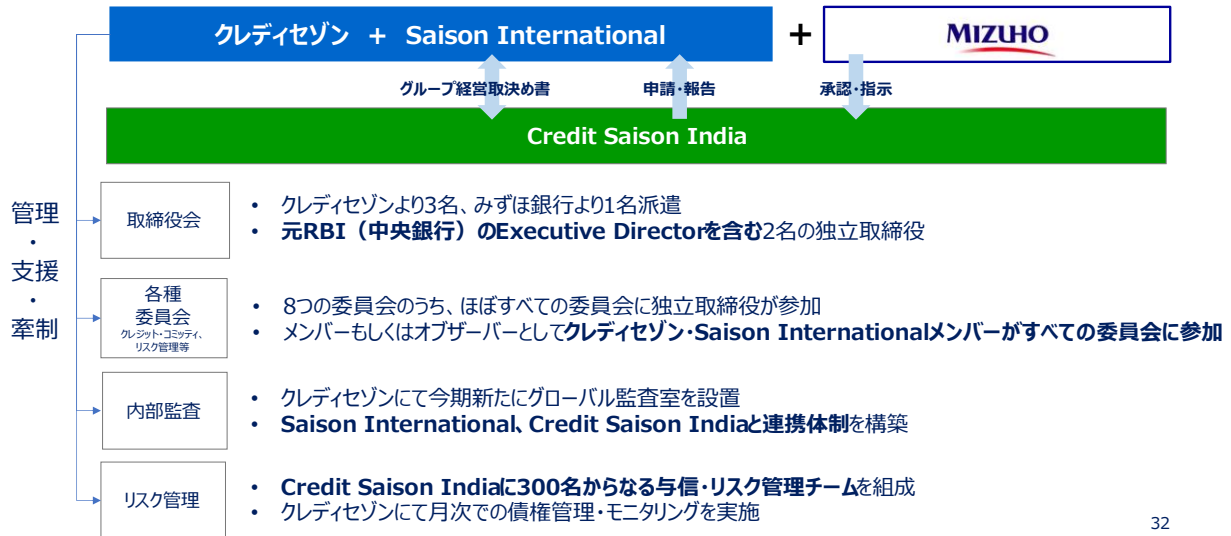 クレディセゾン + Saison International
+
MIZUHO
グループ経営取決め書
申請・報告
承認・指示
Credit Saison India
管理
・
支援
・
牽制
取締役会
• クレディセゾンより3名、みずほ銀行より1名派遣
• 元RBI（中央銀行）のExecutive Directorを含む2名の独立取締役
各種
委員会
クレジット・コミッティ、
リスク管理等
• 8つの委員会のうち、ほぼすべての委員会に独立取締役が参加
• メンバーもしくはオブザーバーとしてクレディセゾン・Saison Internationalメンバーがすべての委員会に参加
内部監査
• クレディセゾンにて今期新たにグローバル監査室を設置
• Saison International、Credit Saison Indiaと連携体制を構築
リスク管理
• Credit Saison Indiaに300名からなる与信・リスク管理チームを組成
• クレディセゾンにて月次での債権管理・モニタリングを実施
32